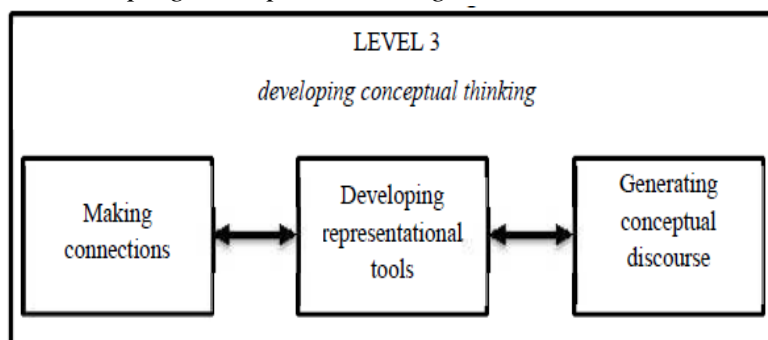 LEVEL 3
developing conceptual thinking
Making
connections
Developing
representational
tools
Generating
conceptual
discourse